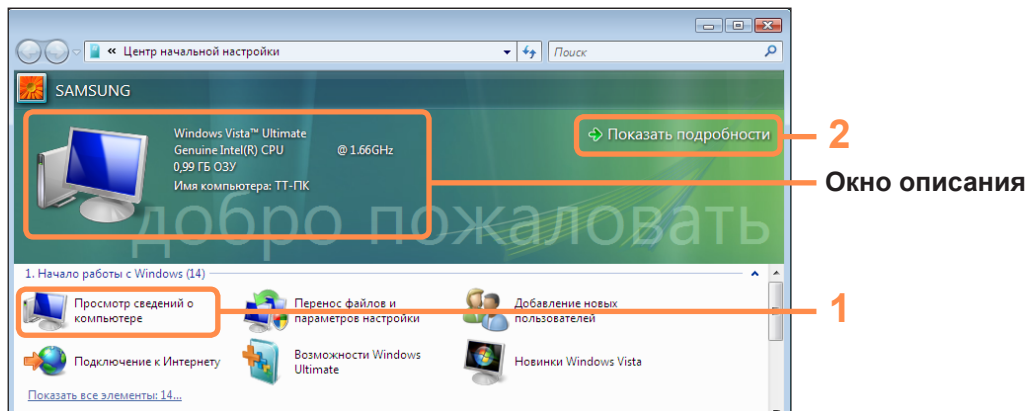 Центр начальной настройки
Поиск
SAMSUNG
Windows Vista™ Ultimate
Genuine Intel(R) CPU @ 1.66GHz
0,99 ГБ ОЗУ
Имя компьютера: ТТ-ПК
Показать подробности
2
Окно описания
добро пожаловать
1. Начало работы с Windows (14)
Просмотр сведений о
компьютере
Перенос файлов и
параметров настройки
Добавление новых
пользователей
1
Подключение к Интернету
Возможности Windows
Ultimate
Новинки Windows Vista
Показать все элементы: 14...